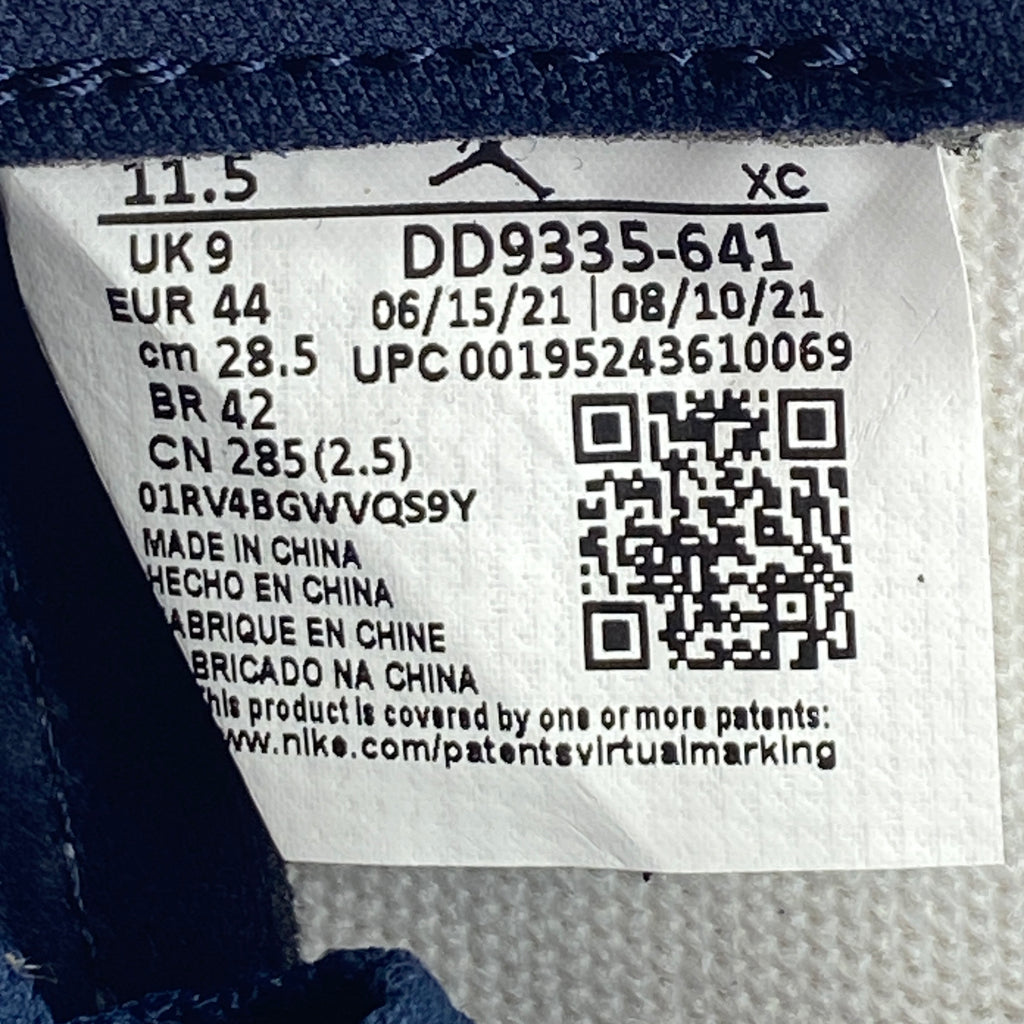 11.5 XC
UK 9 DD9335-641
EUR 44 06/15/21 | 08/10/21
cm 28.5 UPC 00195243610069
BR 42
CN 285(2.5)
01RV4BGWVQS9Y
MADE IN CHINA
HECHO EN CHINA
ABRIQUE EN CHINE
BRICADO NA CHINA
his product is covered by one or more patents:
ww.nike.com/patentsvirtualmarking